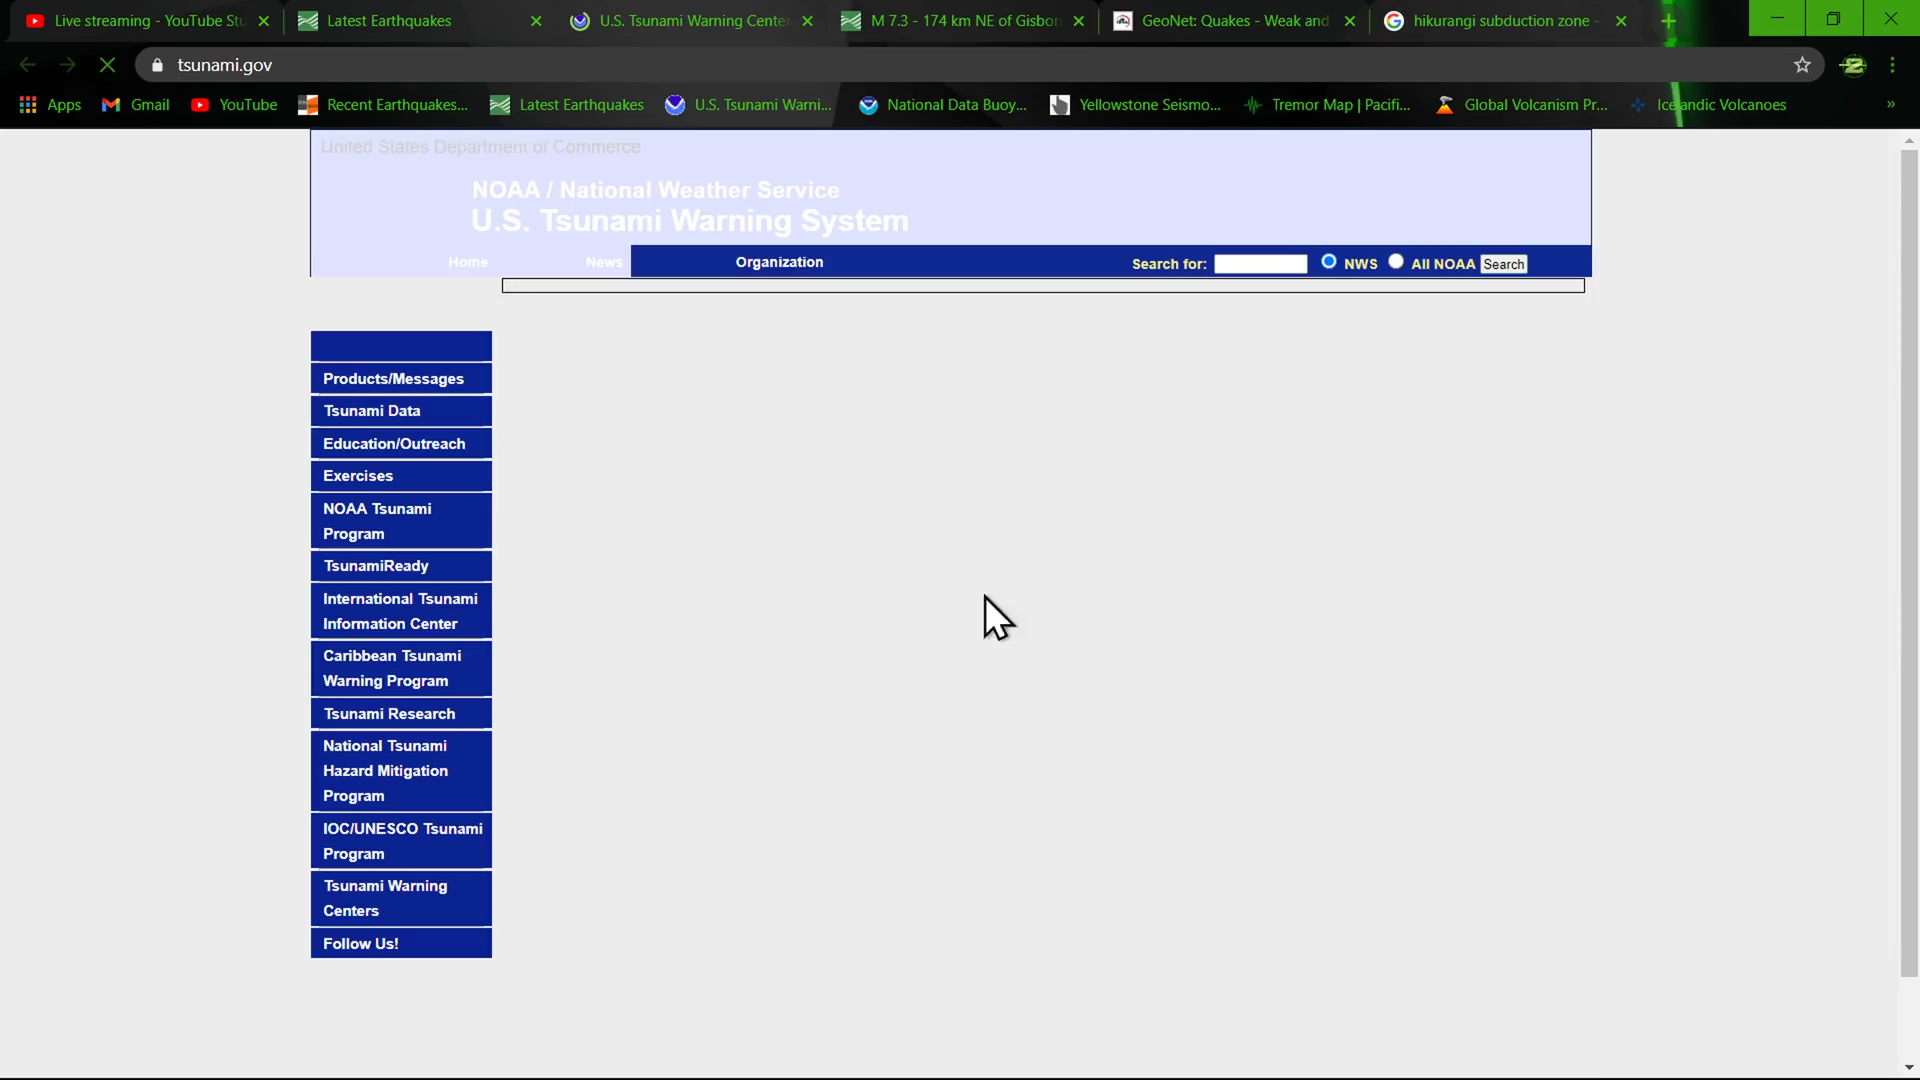 Live streaming - YouTube Stu
Latest Earthquakes
U.S. Tsunami Warning Cente
M 7.3 - 174 km NE of Gisbor
GeoNet: Quakes - Weak and
hikurangi subduction zone -
tsunami.gov
Apps
Gmail
YouTube
Recent Earthquakes...
Latest Earthquakes
U.S. Tsunami Warni...
National Data Buoy...
Yellowstone Seismo...
Tremor Map | Pacifi...
Global Volcanism Pr...
Icelandic Volcanoes
»
United States Department of Commerce
NOAA / National Weather Service
U.S. Tsunami Warning System
Home
News
Organization
Search for:
NWS
All NOAA
Search
Products/Messages
Tsunami Data
Education/Outreach
Exercises
NOAA Tsunami
Program
TsunamiReady
International Tsunami
Information Center
Caribbean Tsunami
Warning Program
Tsunami Research
National Tsunami
Hazard Mitigation
Program
IOC/UNESCO Tsunami
Program
Tsunami Warning
Centers
Follow Us!